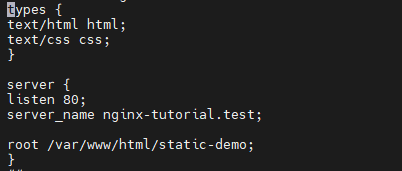 types {
text/html html;
text/css css;
}
server {
listen 80;
server_name nginx-tutorial.test;
root /var/www/html/static-demo;
}